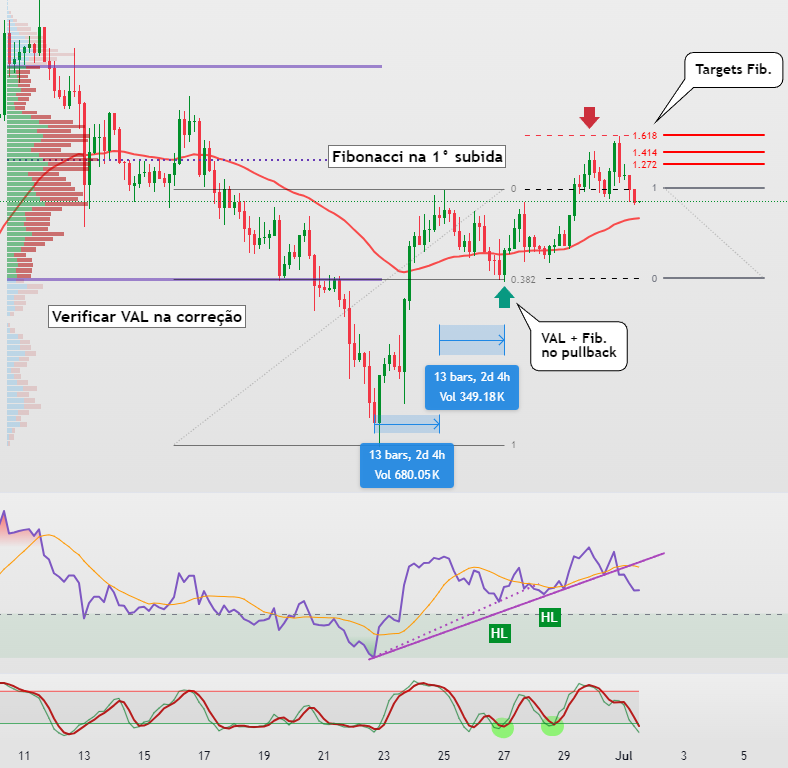 Targets Fib.
1.618
1.414
1.272
Fibonacci na 1° subida
0
1
0.382
0
Verificar VAL na correção
VAL + Fib.
no pullback
13 bars, 2d 4h
Vol 349.18K
1
13 bars, 2d 4h
Vol 680.05K
HL
HL
11 13 15 17 19 21 23 25 27 29 Jul 3 5